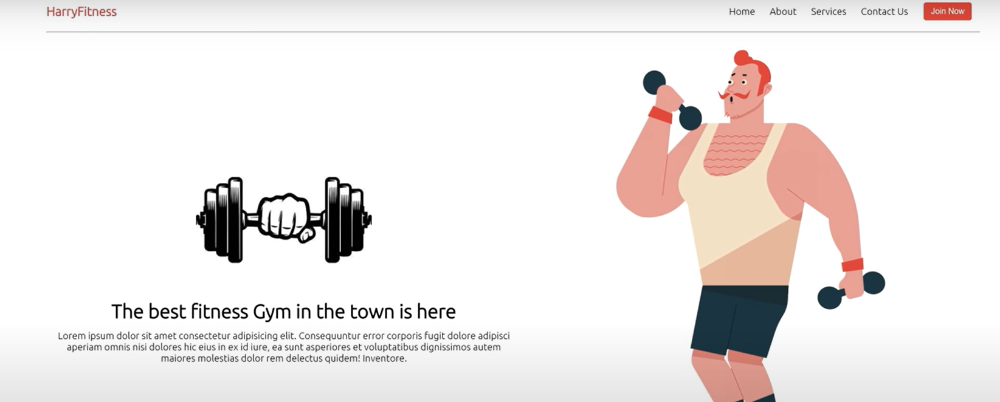 HarryFitness
Home
About
Services
Contact Us
Join Now
The best fitness Gym in the town is here
Lorem ipsum dolor sit amet consectetur adipisicing elit. Consequuntur error corporis fugit dolore adipisci
aperiam omnis nisi dolores hic eius in ex id iure, ea sunt asperiores et voluptatibus dignissimos autem
maiores molestias dolor rem delectus quidem! Inventore.